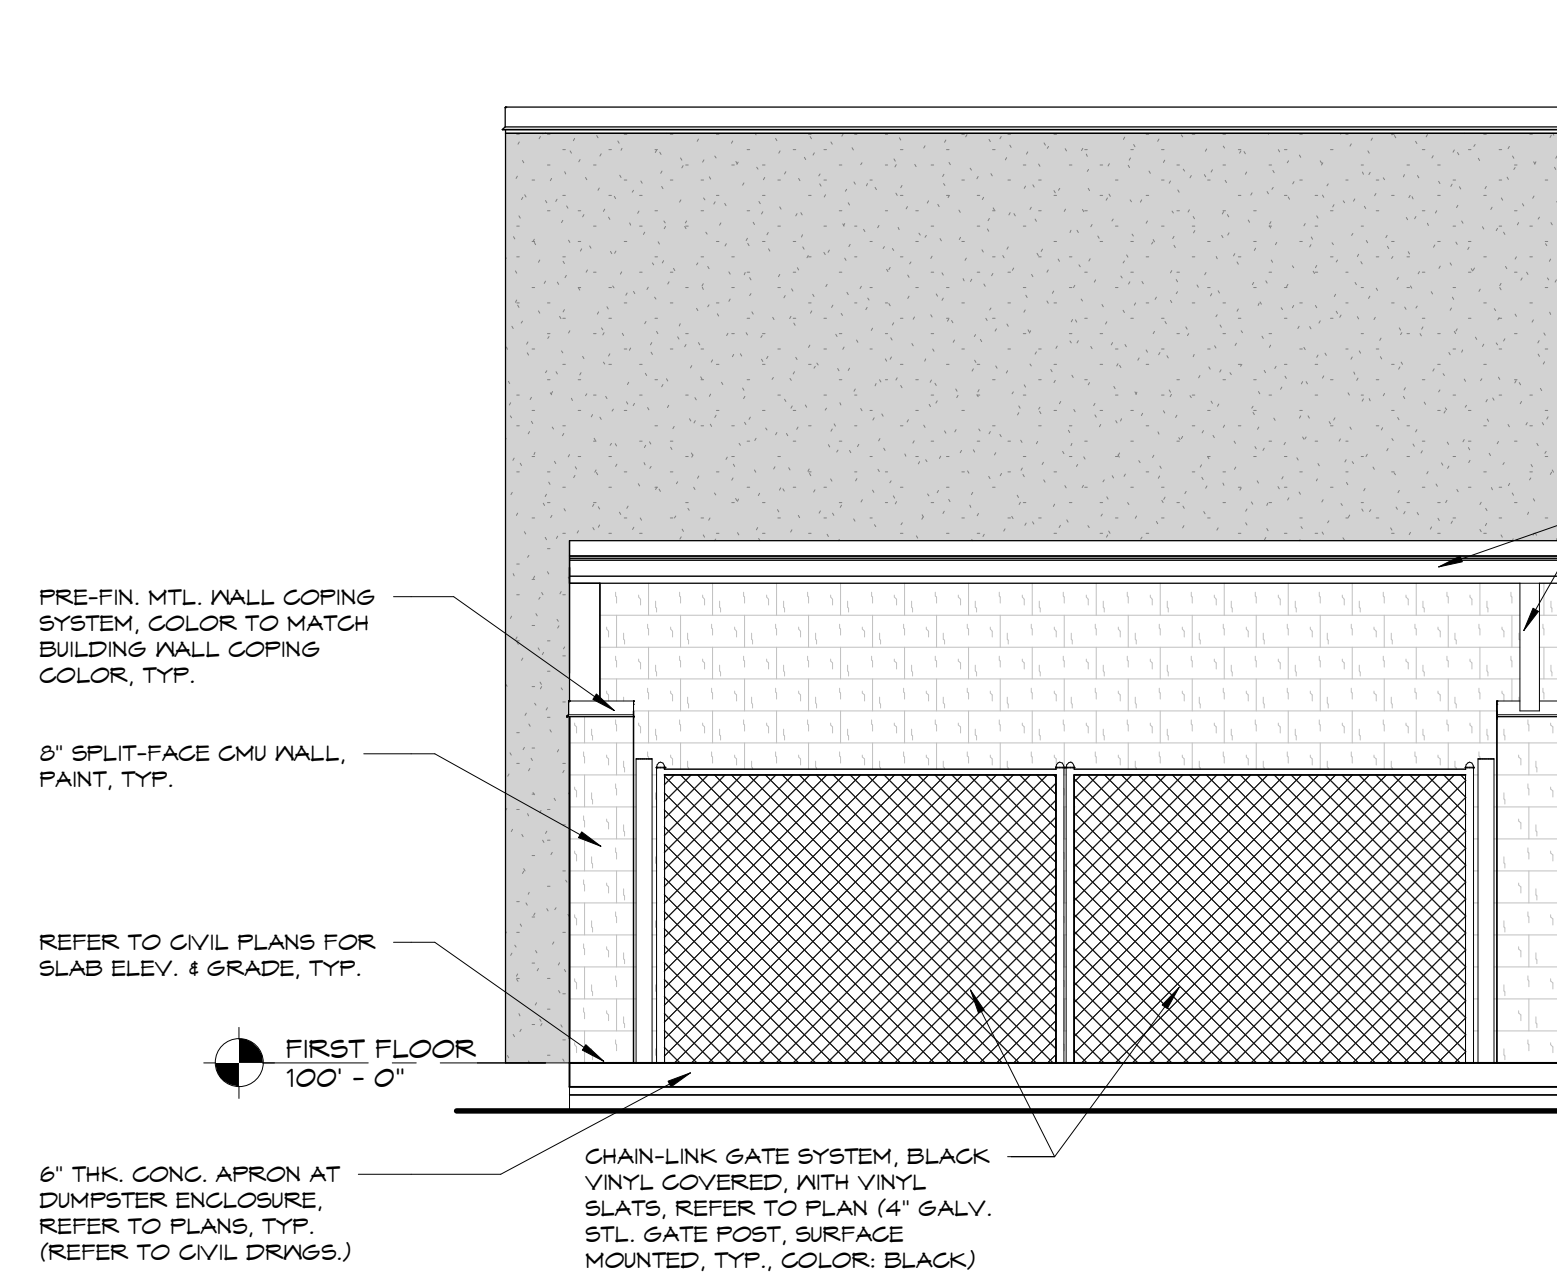 PRE-FIN. MTL. WALL COPING
SYSTEM, COLOR TO MATCH
BUILDING WALL COPING
COLOR, TYP.
8" SPLIT-FACE CMU WALL,
PAINT, TYP.
REFER TO CIVIL PLANS FOR
SLAB ELEV. & GRADE, TYP.
FIRST FLOOR
100' - 0"
6" THK. CONC. APRON AT
DUMPSTER ENCLOSURE,
REFER TO PLANS, TYP.
(REFER TO CIVIL DRWGS.)
CHAIN-LINK GATE SYSTEM, BLACK
VINYL COVERED, WITH VINYL
SLATS, REFER TO PLAN (4" GALV.
STL. GATE POST, SURFACE
MOUNTED, TYP., COLOR: BLACK)